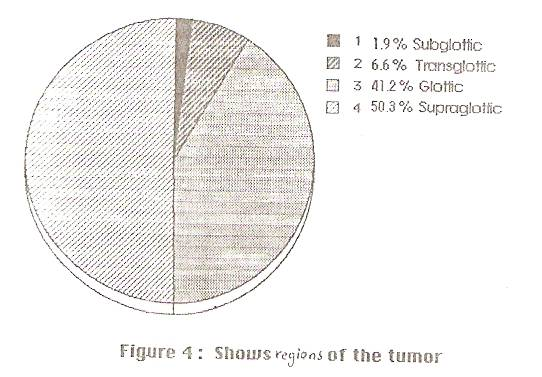 1 1.9% Subglottic
2 6.6% Transglottic
3 41.2% Glottic
4 50.3% Supraglottic
Figure 4: Shows regions of the tumor